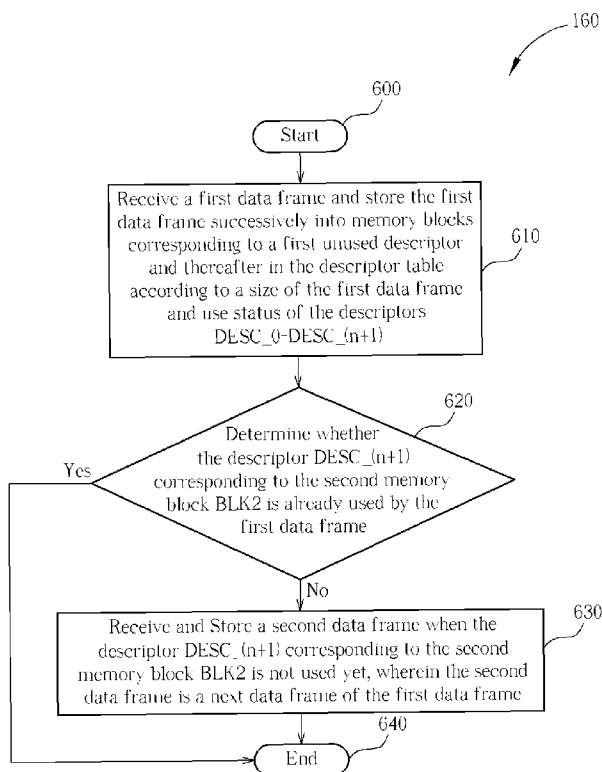 160
600
Start
Receive a first data frame and store the first
data frame successively into memory blocks
corresponding to a first unused descriptor
and thereafter in the descriptor table
according to a size of the first data frame
and use status of the descriptors
DESC_0-DESC_(n+1)
610
620
Determine whether
the descriptor DESC_(n+1)
corresponding to the second memory
block BLK2 is already used by the
first data frame
Yes
No
Receive and Store a second data frame when the
descriptor DESC_(n+1) corresponding to the second
memory block BLK2 is not used yet, wherein the second
data frame is a next data frame of the first data frame
630
640
End